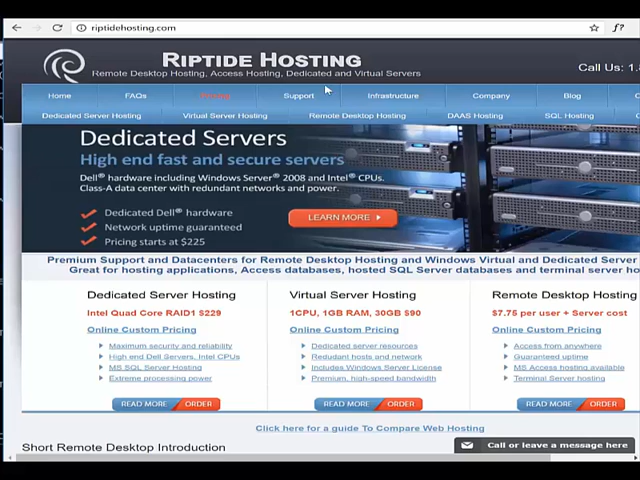 riptidehosting.com
f?
RIPTIDE HOSTING
Remote Desktop Hosting, Access Hosting, Dedicated and Virtual Servers
Call Us: 1.8
Home FAQs Support Infrastructure Company Blog
Dedicated Server Hosting Virtual Server Hosting Remote Desktop Hosting DAAS Hosting SQL Hosting
Dedicated Servers
High end fast and secure servers
Dell® hardware including Windows Server® 2008 and Intel® CPUs.
Class-A data center with redundant networks and power.
Dedicated Dell® hardware
Network uptime guaranteed
Pricing starts at $225
LEARN MORE
Premium Support and Datacenters for Remote Desktop Hosting and Windows Virtual and Dedicated Server
Great for hosting applications, Access databases, hosted SQL Server databases and terminal server ho
Dedicated Server Hosting
Intel Quad Core RAID1 $229
Online Custom Pricing
Maximum security and reliability
High end Dell Servers, Intel CPUs
MS SQL Server Hosting
Extreme processing power
READ MORE ORDER
Virtual Server Hosting
1CPU, 1GB RAM, 30GB $90
Online Custom Pricing
Dedicated server resources
Redundant hosts and network
Includes Windows Server License
Premium, high-speed bandwidth
READ MORE ORDER
Remote Desktop Hosting
$7.75 per user + Server cost
Online Custom Pricing
Access from anywhere
Guaranteed uptime
MS Access hosting available
Terminal Server hosting
READ MORE ORDER
Click here for a guide To Compare Web Hosting
Short Remote Desktop Introduction
Call or leave a message here